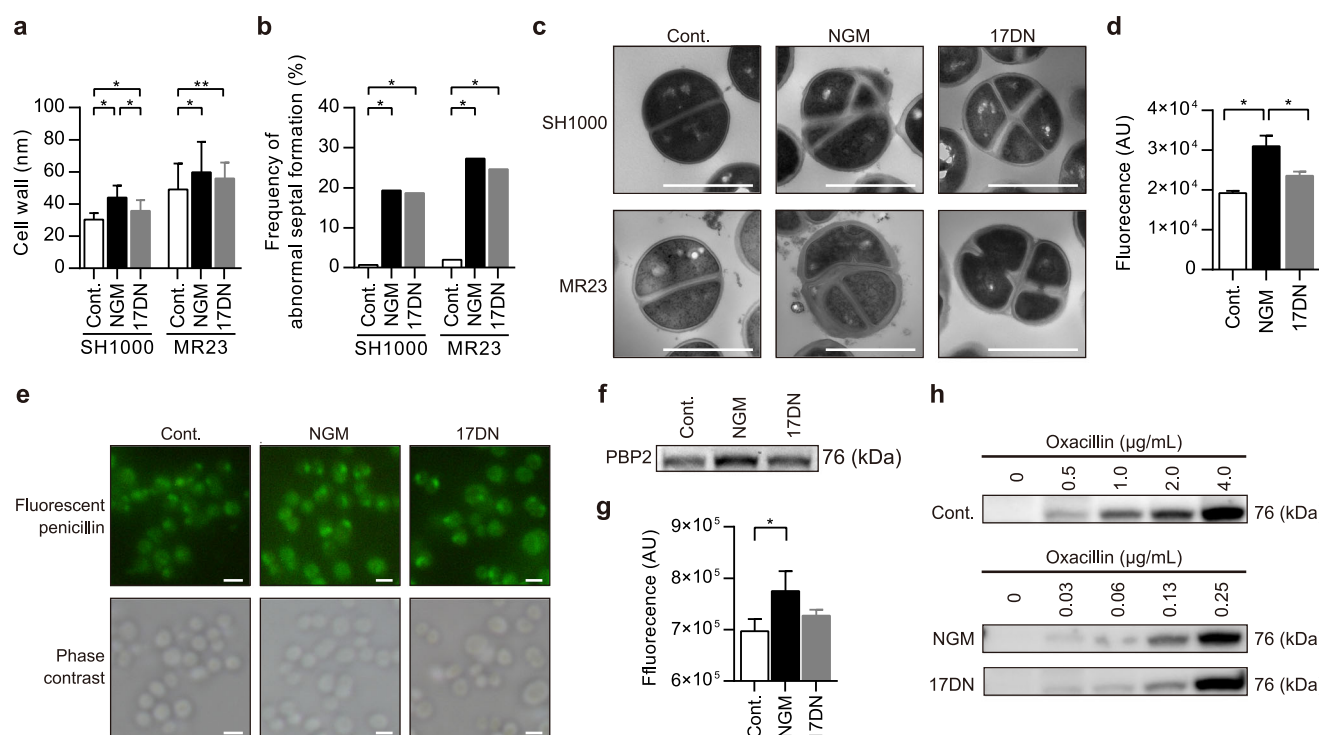 a
* **
* * *
Cell wall (nm)
100
80
60
40
20
0
Cont.
NGM
17DN
Cont.
NGM
17DN
SH1000
MR23
b
* *
* *
Frequency of
abnormal septal formation (%)
40
30
20
10
0
Cont.
NGM
17DN
Cont.
NGM
17DN
SH1000
MR23
c
Cont.
NGM
17DN
SH1000
MR23
d
* *
Fluorecence (AU)
4×10⁴
3×10⁴
2×10⁴
1×10⁴
0
Cont.
NGM
17DN
e
Cont.
NGM
17DN
Fluorescent
penicillin
Phase
contrast
f
Cont.
NGM
17DN
PBP2
76 (kDa)
g
*
Ffluorecence (AU)
9×10⁵
8×10⁵
7×10⁵
6×10⁵
Cont.
NGM
17DN
h
Oxacillin (μg/mL)
0
0.5
1.0
2.0
4.0
Cont.
76 (kDa
Oxacillin (μg/mL)
0
0.03
0.06
0.13
0.25
NGM
76 (kDa
17DN
76 (kDa